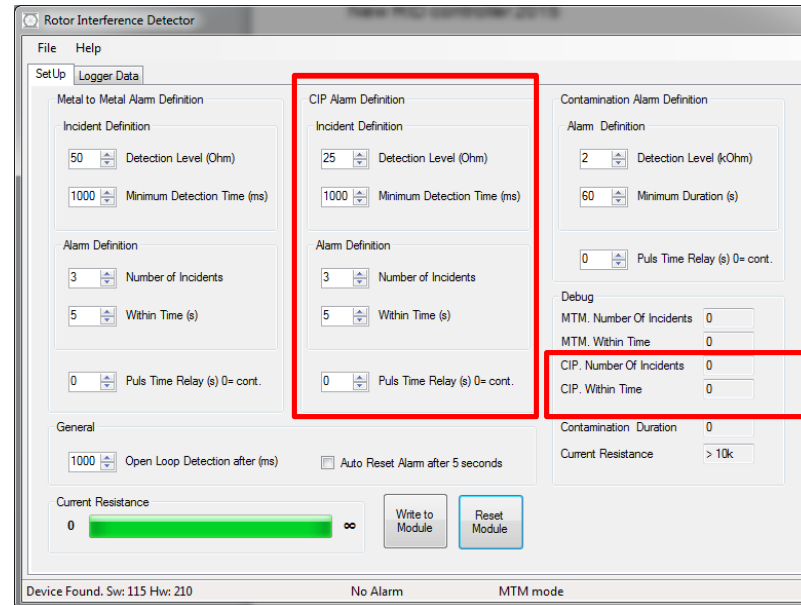 New RID controller 2015
Rotor Interference Detector
File Help
SetUp Logger Data
Metal to Metal Alarm Definition
Incident Definition
50 Detection Level (Ohm)
1000 Minimum Detection Time (ms)
Alarm Definition
3 Number of Incidents
5 Within Time (s)
0 Puls Time Relay (s) 0= cont.
CIP Alarm Definition
Incident Definition
25 Detection Level (Ohm)
1000 Minimum Detection Time (ms)
Alarm Definition
3 Number of Incidents
5 Within Time (s)
0 Puls Time Relay (s) 0= cont.
Contamination Alarm Definition
Alarm Definition
2 Detection Level (kOhm)
60 Minimum Duration (s)
0 Puls Time Relay (s) 0= cont.
Debug
MTM. Number Of Incidents 0
MTM. Within Time 0
CIP. Number Of Incidents 0
CIP. Within Time 0
Contamination Duration 0
Current Resistance > 10k
General
1000 Open Loop Detection after (ms)
Auto Reset Alarm after 5 seconds
Current Resistance
0 ∞
Write to
Module
Reset
Module
Device Found. Sw: 115 Hw: 210 No Alarm MTM mode